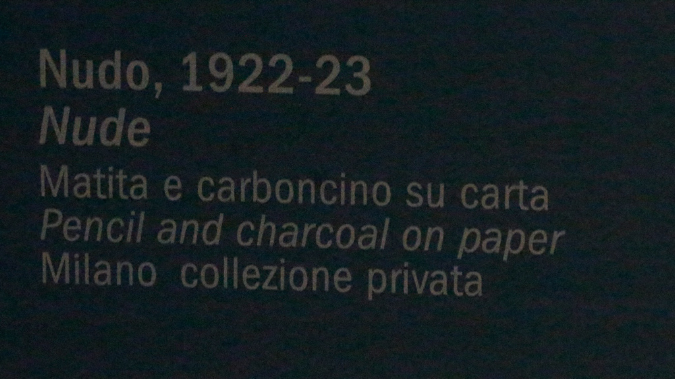 Nudo, 1922-23
Nude
Matita e carboncino su carta
Pencil and charcoal on paper
Milano collezione privata